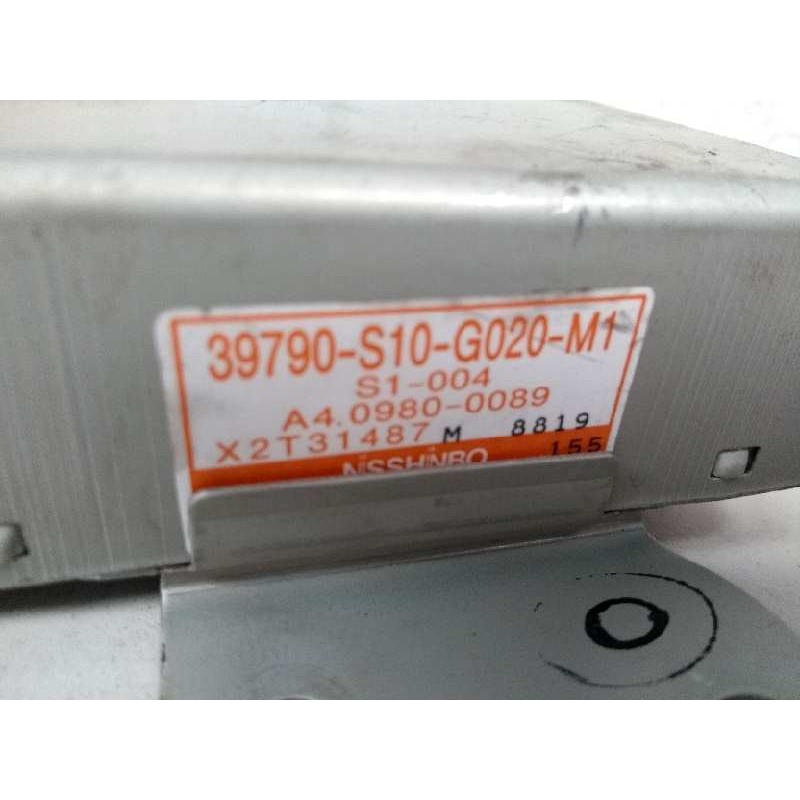 39790-S10-G020-M1
S1-004
A4.0980-0089
X2T31487 M 8819
NISSHINBO 155